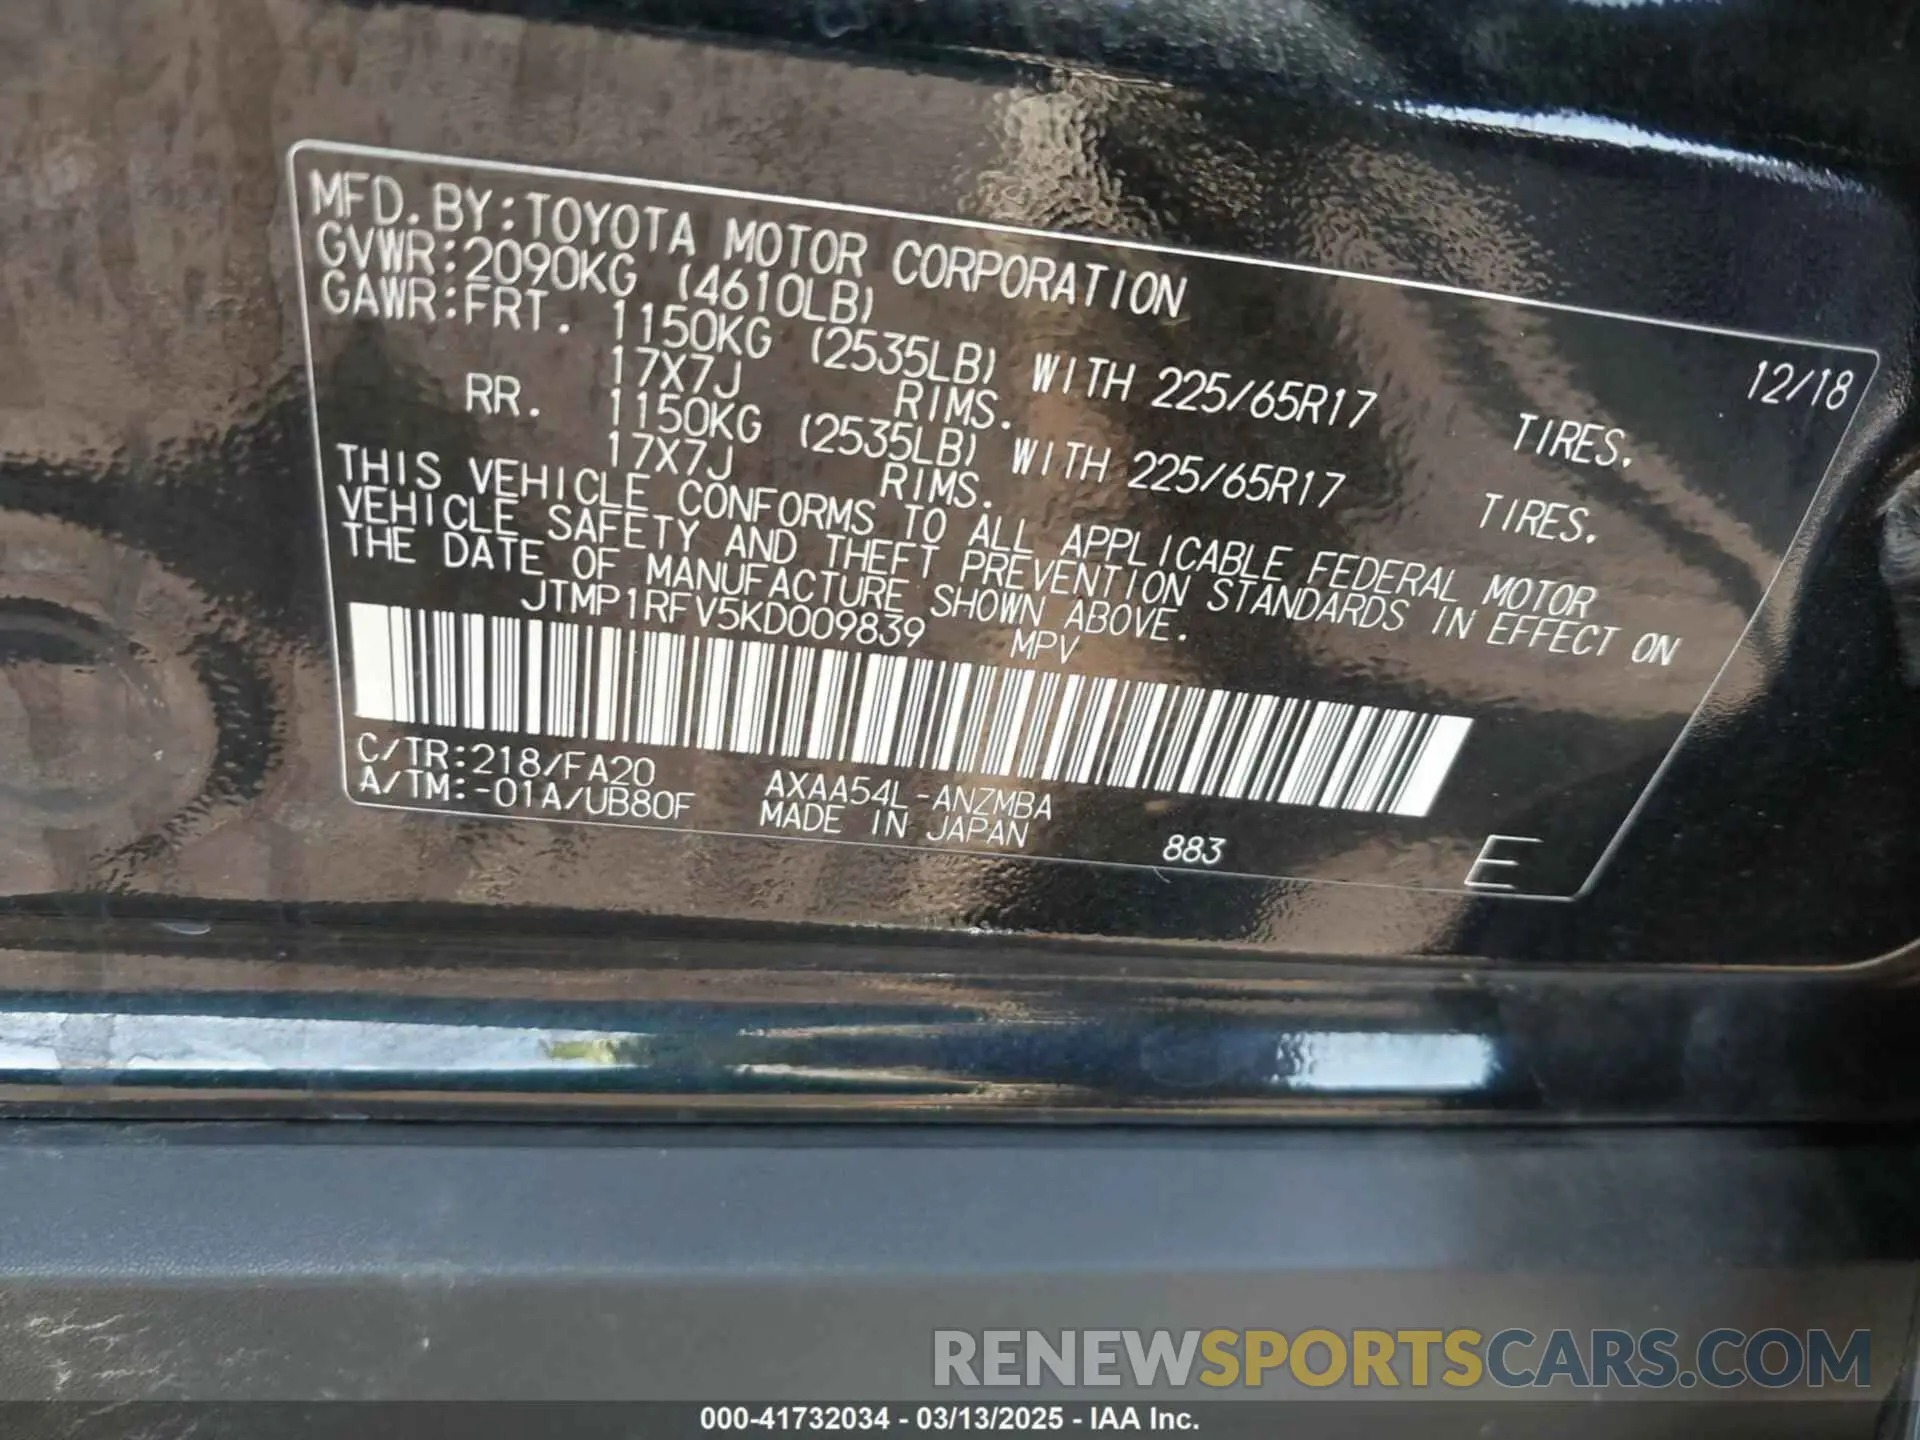 MFD.BY:TOYOTA MOTOR CORPORATION 12/18
GVWR:2090KG (4610LB)
GAWR:FRT. 1150KG (2535LB) WITH 225/65R17 TIRES.
17X7J RIMS.
RR. 1150KG (2535LB) WITH 225/65R17 TIRES.
17X7J RIMS.
THIS VEHICLE CONFORMS TO ALL APPLICABLE FEDERAL MOTOR
VEHICLE SAFETY AND THEFT PREVENTION STANDARDS IN EFFECT ON
THE DATE OF MANUFACTURE SHOWN ABOVE.
JTMP1RFV5KD009839 MPV
C/TR:218/FA20 AXAA54L-ANZMBA
A/TM:-01A/UB80F MADE IN JAPAN 883 E
RENEWSPORTSCARS.COM
000-41732034 - 03/13/2025 - IAA Inc.